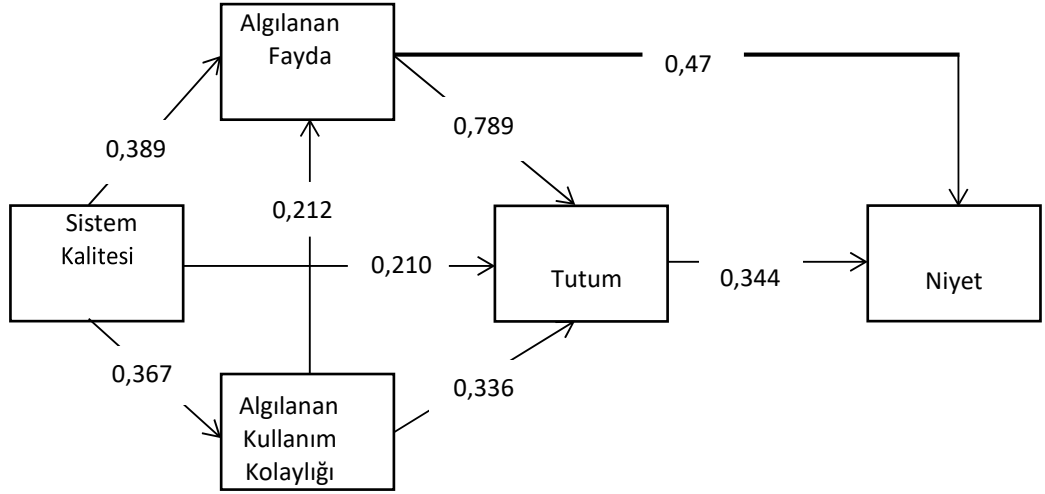 Algılanan
Fayda
0,47
0,789
0,389
0,212
Sistem
Kalitesi
0,210
Tutum
0,344
Niyet
0,367
0,336
Algılanan
Kullanım
Kolaylığı